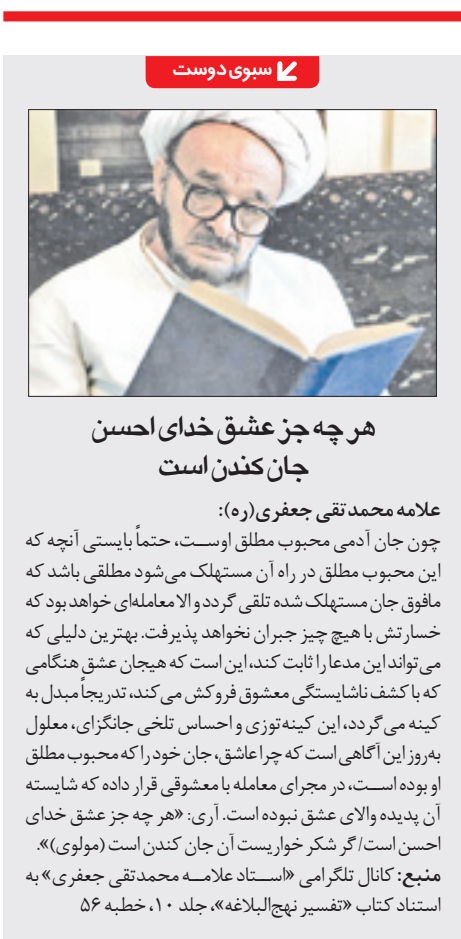 سبوی دوست
هر چه جز عشق خدای احسن
جان کندن است
علامه محمدتقی جعفری(ره):
چون جان آدمی محبوب مطلق اوست، حتماً بایستی آنچه که
این محبوب مطلق در راه آن مستهلک می‌شود مطلقی باشد که
مافوق جان مستهلک شده تلقی گردد والا معامله‌ای خواهد بود که
خسارتش با هیچ چیز جبران نخواهد پذیرفت. بهترین دلیلی که
می‌تواند این مدعا را ثابت کند، این است که هیجان عشق هنگامی
که با کشف ناشایستگی معشوق فروکش می‌کند، تدریجاً مبدل به
کینه می‌گردد، این کینه‌توزی و احساس تلخی جانگزای، معلول
به‌روز این آگاهی است که چرا عاشق، جان خود را که محبوب مطلق
او بوده است، در مجرای معامله با معشوقی قرار داده که شایسته
آن پدیده والای عشق نبوده است. آری: «هر چه جز عشق خدای
احسن است/ گر شکر خواریست آن جان کندن است (مولوی)».
منبع: کانال تلگرامی «استاد علامه محمدتقی جعفری» به
استناد کتاب «تفسیر نهج‌البلاغه»، جلد ۱۰، خطبه ۵۶